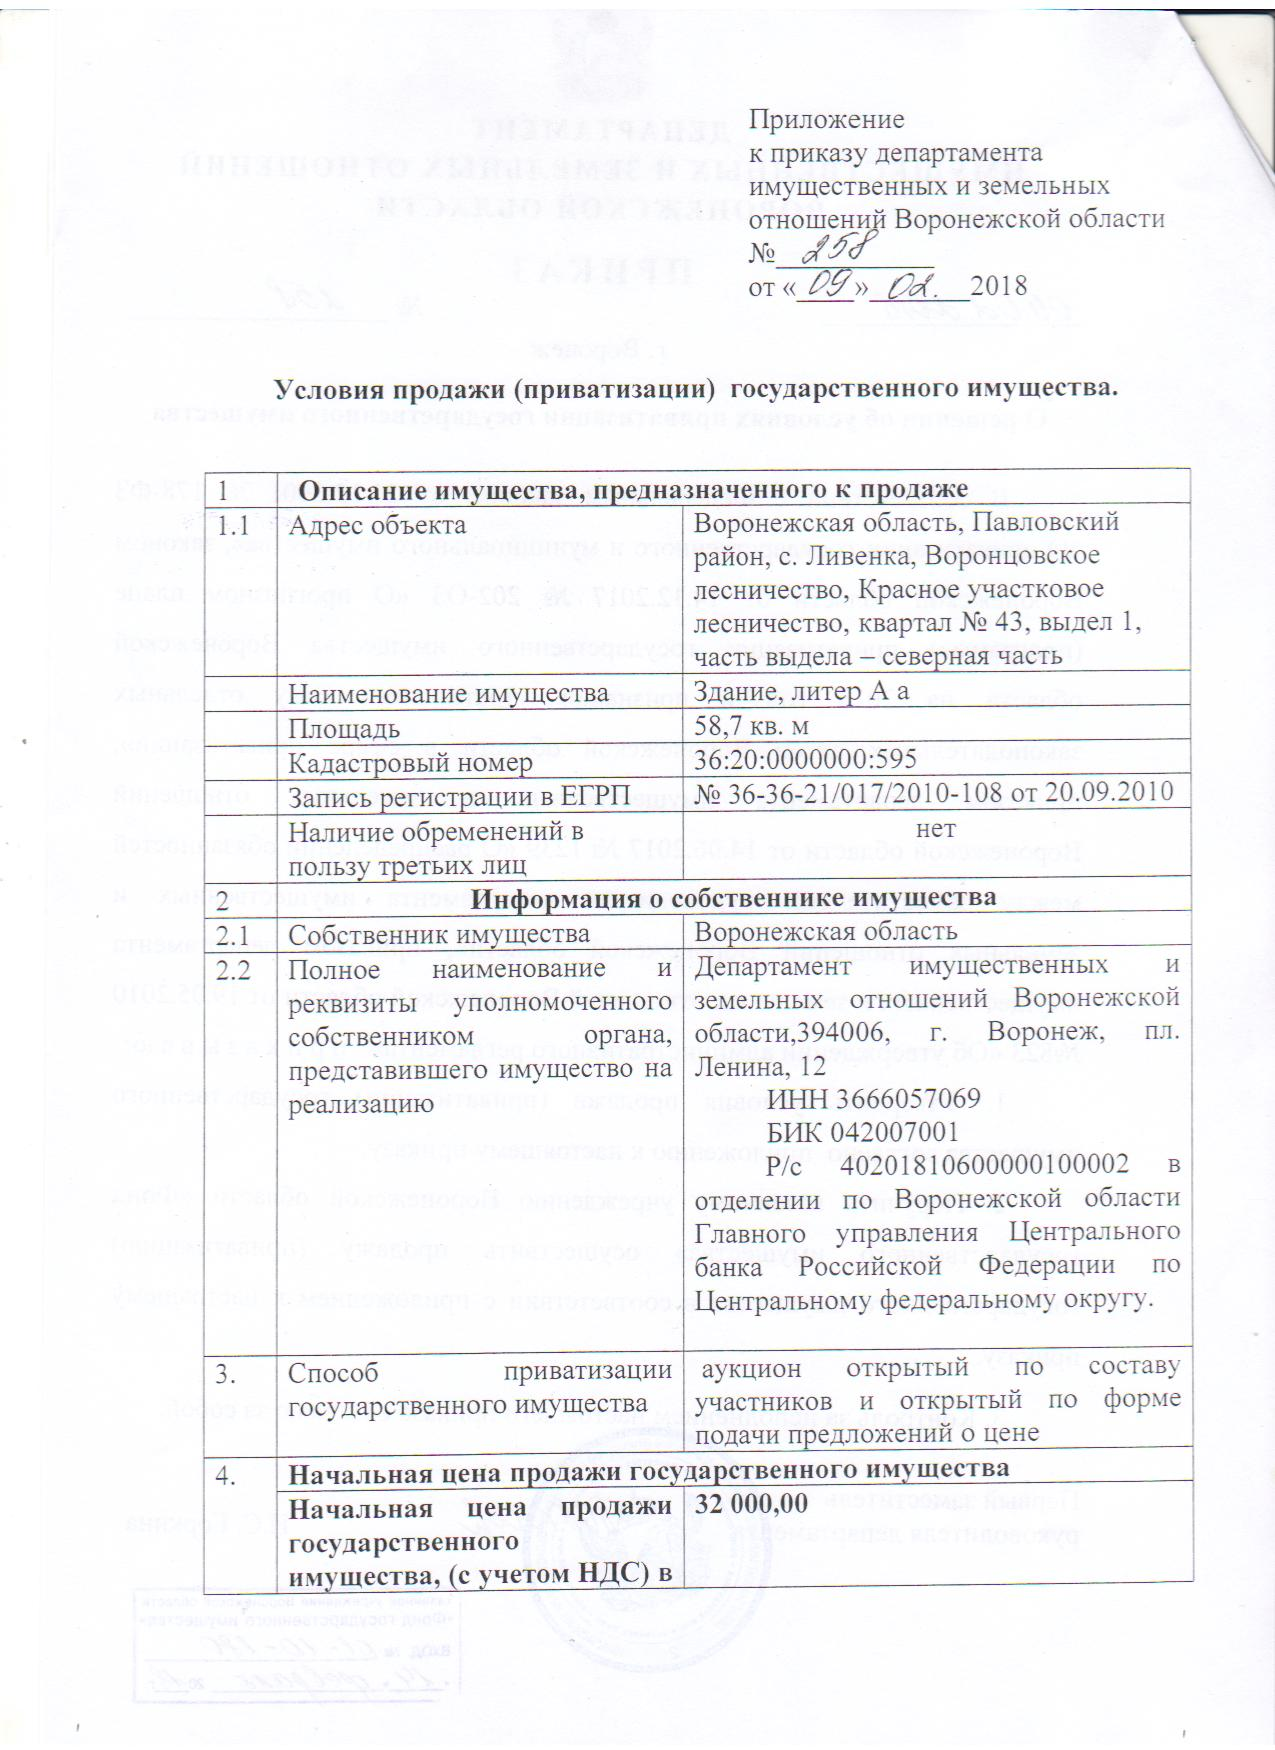 Приложение
к приказу департамента
имущественных и земельных
отношений Воронежской области
№ 258
от « 09 » 02. 2018
Условия продажи (приватизации) государственного имущества.
1 Описание имущества, предназначенного к продаже
1.1 Адрес объекта
Воронежская область, Павловский
район, с. Ливенка, Воронцовское
лесничество, Красное участковое
лесничество, квартал № 43, выдел 1,
часть выдела – северная часть
Наименование имущества Здание, литер А а
Площадь 58,7 кв. м
Кадастровый номер 36:20:0000000:595
Запись регистрации в ЕГРП № 36-36-21/017/2010-108 от 20.09.2010
Наличие обременений в
пользу третьих лиц
нет
2 Информация о собственнике имущества
2.1 Собственник имущества Воронежская область
2.2 Полное наименование и
реквизиты уполномоченного
собственником органа,
представившего имущество на
реализацию
Департамент имущественных и
земельных отношений Воронежской
области,394006, г. Воронеж, пл.
Ленина, 12
ИНН 3666057069
БИК 042007001
Р/с 40201810600000100002 в
отделении по Воронежской области
Главного управления Центрального
банка Российской Федерации по
Центральному федеральному округу.
3. Способ приватизации
государственного имущества
аукцион открытый по составу
участников и открытый по форме
подачи предложений о цене
4. Начальная цена продажи государственного имущества
Начальная цена продажи
государственного
имущества, (с учетом НДС) в
32 000,00